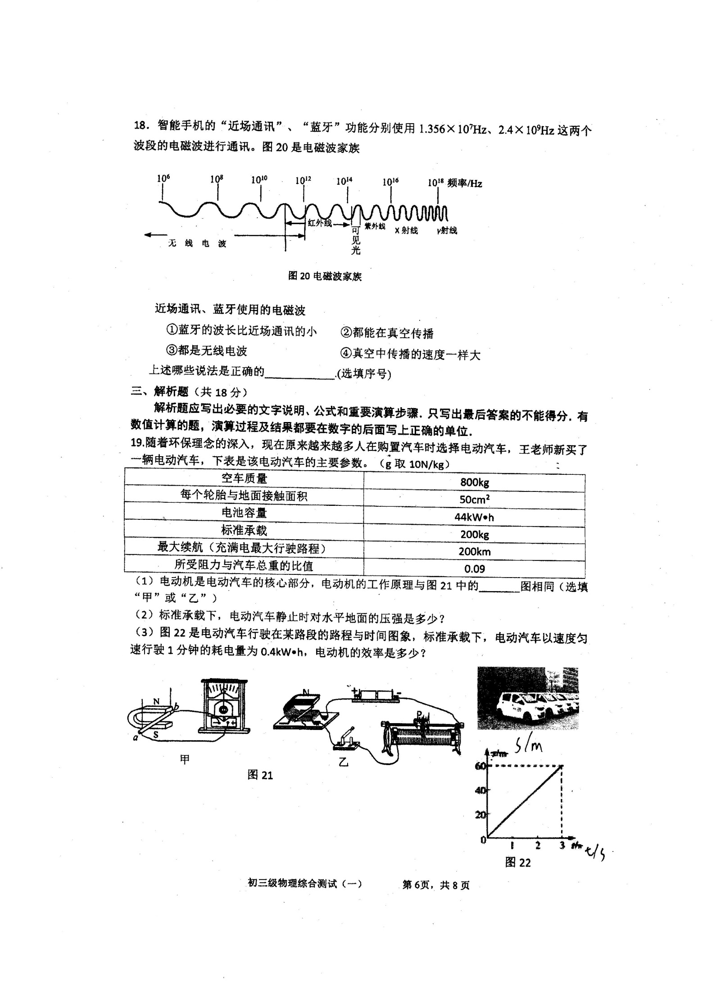 18．智能手机的“近场通讯”、“蓝牙”功能分别使用 1.356×10⁷Hz、2.4×10⁹Hz 这两个
波段的电磁波进行通讯。图 20 是电磁波家族
10⁶ 10⁸ 10¹⁰ 10¹² 10¹⁴ 10¹⁶ 10¹⁸ 频率/Hz
红外线 可见光 紫外线 X 射线 γ射线
无线电波
图 20 电磁波家族
近场通讯、蓝牙使用的电磁波
①蓝牙的波长比近场通讯的小 ②都能在真空传播
③都是无线电波 ④真空中传播的速度一样大
上述哪些说法是正确的____________.(选填序号)
三、解析题（共 18 分）
解析题应写出必要的文字说明、公式和重要演算步骤．只写出最后答案的不能得分．有
数值计算的题，演算过程及结果都要在数字的后面写上正确的单位．
19.随着环保理念的深入，现在原来越来越多人在购置汽车时选择电动汽车，王老师新买了
一辆电动汽车，下表是该电动汽车的主要参数。（g 取 10N/kg）
空车质量 800kg
每个轮胎与地面接触面积 50cm²
电池容量 44kW•h
标准承载 200kg
最大续航（充满电最大行驶路程） 200km
所受阻力与汽车总重的比值 0.09
（1）电动机是电动汽车的核心部分，电动机的工作原理与图 21 中的_______图相同（选填
“甲”或“乙”）
（2）标准承载下，电动汽车静止时对水平地面的压强是多少？
（3）图 22 是电动汽车行驶在某路段的路程与时间图象，标准承载下，电动汽车以速度匀
速行驶 1 分钟的耗电量为 0.4kW•h，电动机的效率是多少？
N b
a S
G
- +
甲
N
+ -
P
乙
图 21
s/m
60
40
20
0 1 2 3 t/s
图 22
初三级物理综合测试（一） 第 6页，共 8 页